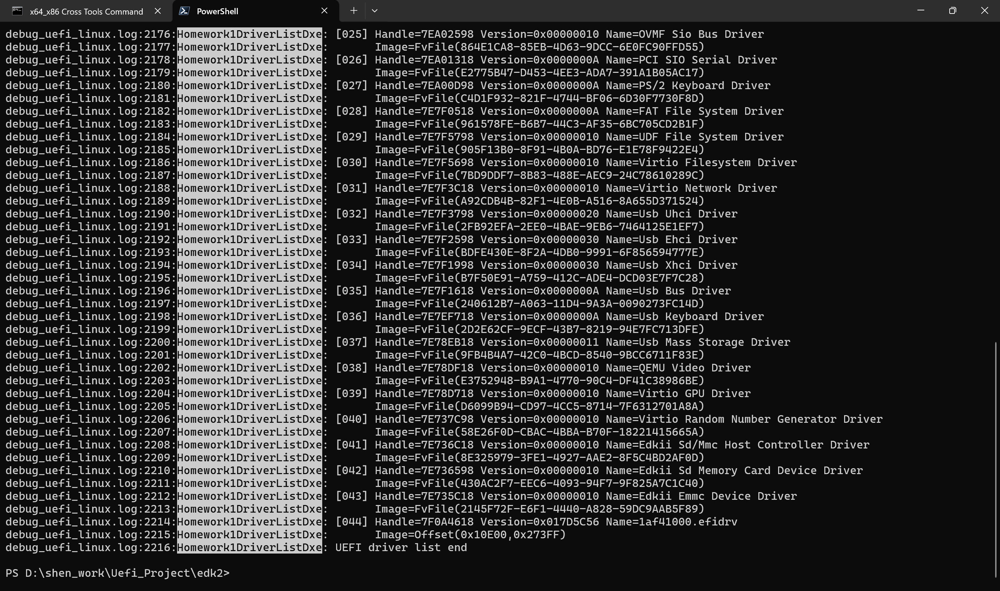 x64_x86 Cross Tools Command
PowerShell
debug_uefi_linux.log:2176:Homework1DriverListDxe: [025] Handle=7EA02598 Version=0x00000010 Name=OVMF Sio Bus Driver
debug_uefi_linux.log:2177:Homework1DriverListDxe:       Image=FvFile(864E1CA8-85EB-4D63-9DCC-6E0FC90FFD55)
debug_uefi_linux.log:2178:Homework1DriverListDxe: [026] Handle=7EA01318 Version=0x0000000A Name=PCI SIO Serial Driver
debug_uefi_linux.log:2179:Homework1DriverListDxe:       Image=FvFile(E2775B47-D453-4EE3-ADA7-391A1B05AC17)
debug_uefi_linux.log:2180:Homework1DriverListDxe: [027] Handle=7EA00D98 Version=0x0000000A Name=PS/2 Keyboard Driver
debug_uefi_linux.log:2181:Homework1DriverListDxe:       Image=FvFile(C4D1F932-821F-4744-BF06-6D30F7730F8D)
debug_uefi_linux.log:2182:Homework1DriverListDxe: [028] Handle=7E7F0518 Version=0x0000000A Name=FAT File System Driver
debug_uefi_linux.log:2183:Homework1DriverListDxe:       Image=FvFile(961578FE-B6B7-44C3-AF35-6BC705CD2B1F)
debug_uefi_linux.log:2184:Homework1DriverListDxe: [029] Handle=7E7F5798 Version=0x00000010 Name=UDF File System Driver
debug_uefi_linux.log:2185:Homework1DriverListDxe:       Image=FvFile(905F13B0-8F91-4B0A-BD76-E1E78F9422E4)
debug_uefi_linux.log:2186:Homework1DriverListDxe: [030] Handle=7E7F5698 Version=0x00000010 Name=Virtio Filesystem Driver
debug_uefi_linux.log:2187:Homework1DriverListDxe:       Image=FvFile(7BD9DDF7-8B83-488E-AEC9-24C78610289C)
debug_uefi_linux.log:2188:Homework1DriverListDxe: [031] Handle=7E7F3C18 Version=0x00000010 Name=Virtio Network Driver
debug_uefi_linux.log:2189:Homework1DriverListDxe:       Image=FvFile(A92CDB4B-82F1-4E0B-A516-8A655D371524)
debug_uefi_linux.log:2190:Homework1DriverListDxe: [032] Handle=7E7F3798 Version=0x00000020 Name=Usb Uhci Driver
debug_uefi_linux.log:2191:Homework1DriverListDxe:       Image=FvFile(2FB92EFA-2EE0-4BAE-9EB6-7464125E1EF7)
debug_uefi_linux.log:2192:Homework1DriverListDxe: [033] Handle=7E7F2598 Version=0x00000030 Name=Usb Ehci Driver
debug_uefi_linux.log:2193:Homework1DriverListDxe:       Image=FvFile(BDFE430E-8F2A-4DB0-9991-6F856594777E)
debug_uefi_linux.log:2194:Homework1DriverListDxe: [034] Handle=7E7F1998 Version=0x00000030 Name=Usb Xhci Driver
debug_uefi_linux.log:2195:Homework1DriverListDxe:       Image=FvFile(B7F50E91-A759-412C-ADE4-DCD03E7F7C28)
debug_uefi_linux.log:2196:Homework1DriverListDxe: [035] Handle=7E7F1618 Version=0x0000000A Name=Usb Bus Driver
debug_uefi_linux.log:2197:Homework1DriverListDxe:       Image=FvFile(240612B7-A063-11D4-9A3A-0090273FC14D)
debug_uefi_linux.log:2198:Homework1DriverListDxe: [036] Handle=7E7EF718 Version=0x0000000A Name=Usb Keyboard Driver
debug_uefi_linux.log:2199:Homework1DriverListDxe:       Image=FvFile(2D2E62CF-9ECF-43B7-8219-94E7FC713DFE)
debug_uefi_linux.log:2200:Homework1DriverListDxe: [037] Handle=7E78EB18 Version=0x00000011 Name=Usb Mass Storage Driver
debug_uefi_linux.log:2201:Homework1DriverListDxe:       Image=FvFile(9FB4B4A7-42C0-4BCD-8540-9BCC6711F83E)
debug_uefi_linux.log:2202:Homework1DriverListDxe: [038] Handle=7E78DF18 Version=0x00000010 Name=QEMU Video Driver
debug_uefi_linux.log:2203:Homework1DriverListDxe:       Image=FvFile(E3752948-B9A1-4770-90C4-DF41C38986BE)
debug_uefi_linux.log:2204:Homework1DriverListDxe: [039] Handle=7E78D718 Version=0x00000010 Name=Virtio GPU Driver
debug_uefi_linux.log:2205:Homework1DriverListDxe:       Image=FvFile(D6099B94-CD97-4CC5-8714-7F6312701A8A)
debug_uefi_linux.log:2206:Homework1DriverListDxe: [040] Handle=7E737C98 Version=0x00000010 Name=Virtio Random Number Generator Driver
debug_uefi_linux.log:2207:Homework1DriverListDxe:       Image=FvFile(58E26F0D-CBAC-4BBA-B70F-18221415665A)
debug_uefi_linux.log:2208:Homework1DriverListDxe: [041] Handle=7E736C18 Version=0x00000010 Name=Edkii Sd/Mmc Host Controller Driver
debug_uefi_linux.log:2209:Homework1DriverListDxe:       Image=FvFile(8E325979-3FE1-4927-AAE2-8F5C4BD2AF0D)
debug_uefi_linux.log:2210:Homework1DriverListDxe: [042] Handle=7E736598 Version=0x00000010 Name=Edkii Sd Memory Card Device Driver
debug_uefi_linux.log:2211:Homework1DriverListDxe:       Image=FvFile(430AC2F7-EEC6-4093-94F7-9F825A7C1C40)
debug_uefi_linux.log:2212:Homework1DriverListDxe: [043] Handle=7E735C18 Version=0x00000010 Name=Edkii Emmc Device Driver
debug_uefi_linux.log:2213:Homework1DriverListDxe:       Image=FvFile(2145F72F-E6F1-4440-A828-59DC9AAB5F89)
debug_uefi_linux.log:2214:Homework1DriverListDxe: [044] Handle=7F0A4618 Version=0x017D5C56 Name=1af41000.efidrv
debug_uefi_linux.log:2215:Homework1DriverListDxe:       Image=Offset(0x10E00,0x273FF)
debug_uefi_linux.log:2216:Homework1DriverListDxe: UEFI driver list end
PS D:\shen_work\Uefi_Project\edk2>